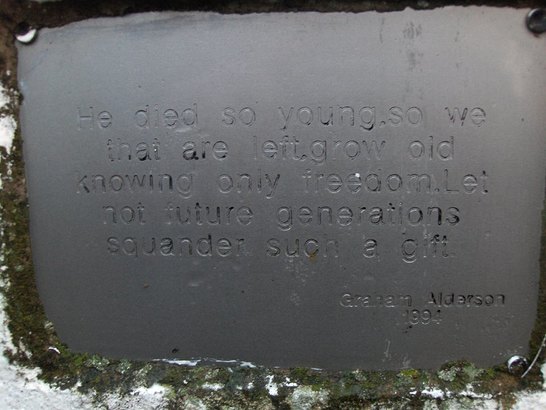 He died so young,so we
that are left,grow old
knowing only freedom.Let
not future generations
squander such a gift.
Graham Alderson
1994